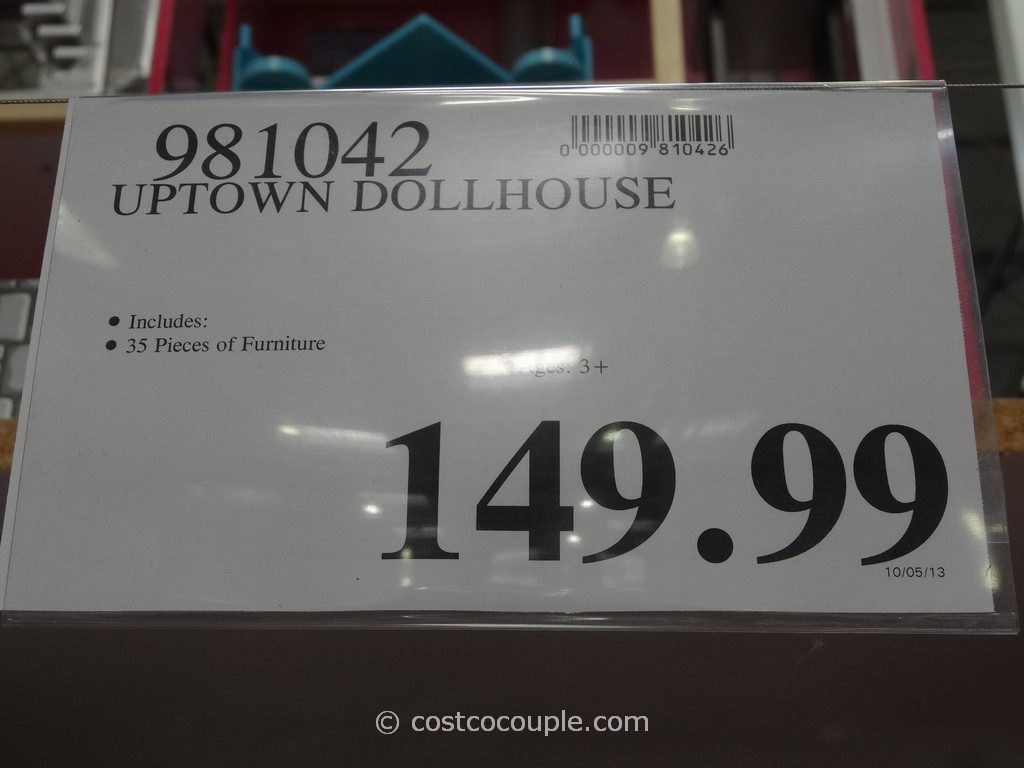 981042
0 000009 810426
UPTOWN DOLLHOUSE
• Includes:
• 35 Pieces of Furniture
Ages: 3+
149.99
10/05/13
© costcocouple.com